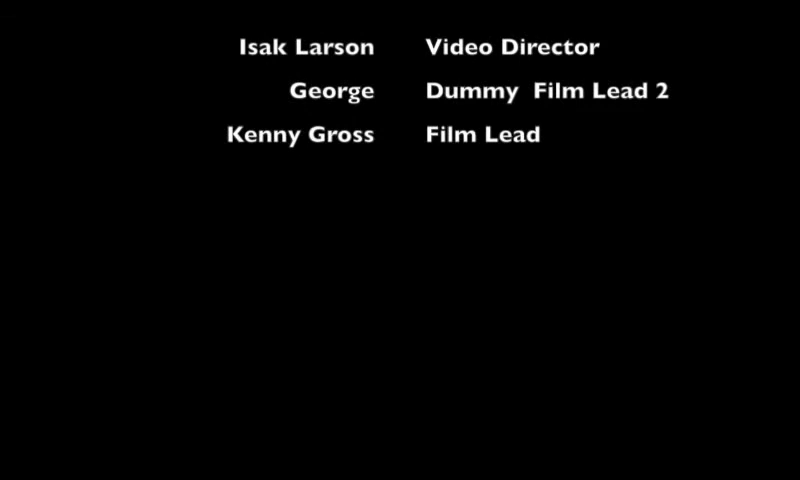 Isak Larson Video Director
George Dummy Film Lead 2
Kenny Gross Film Lead